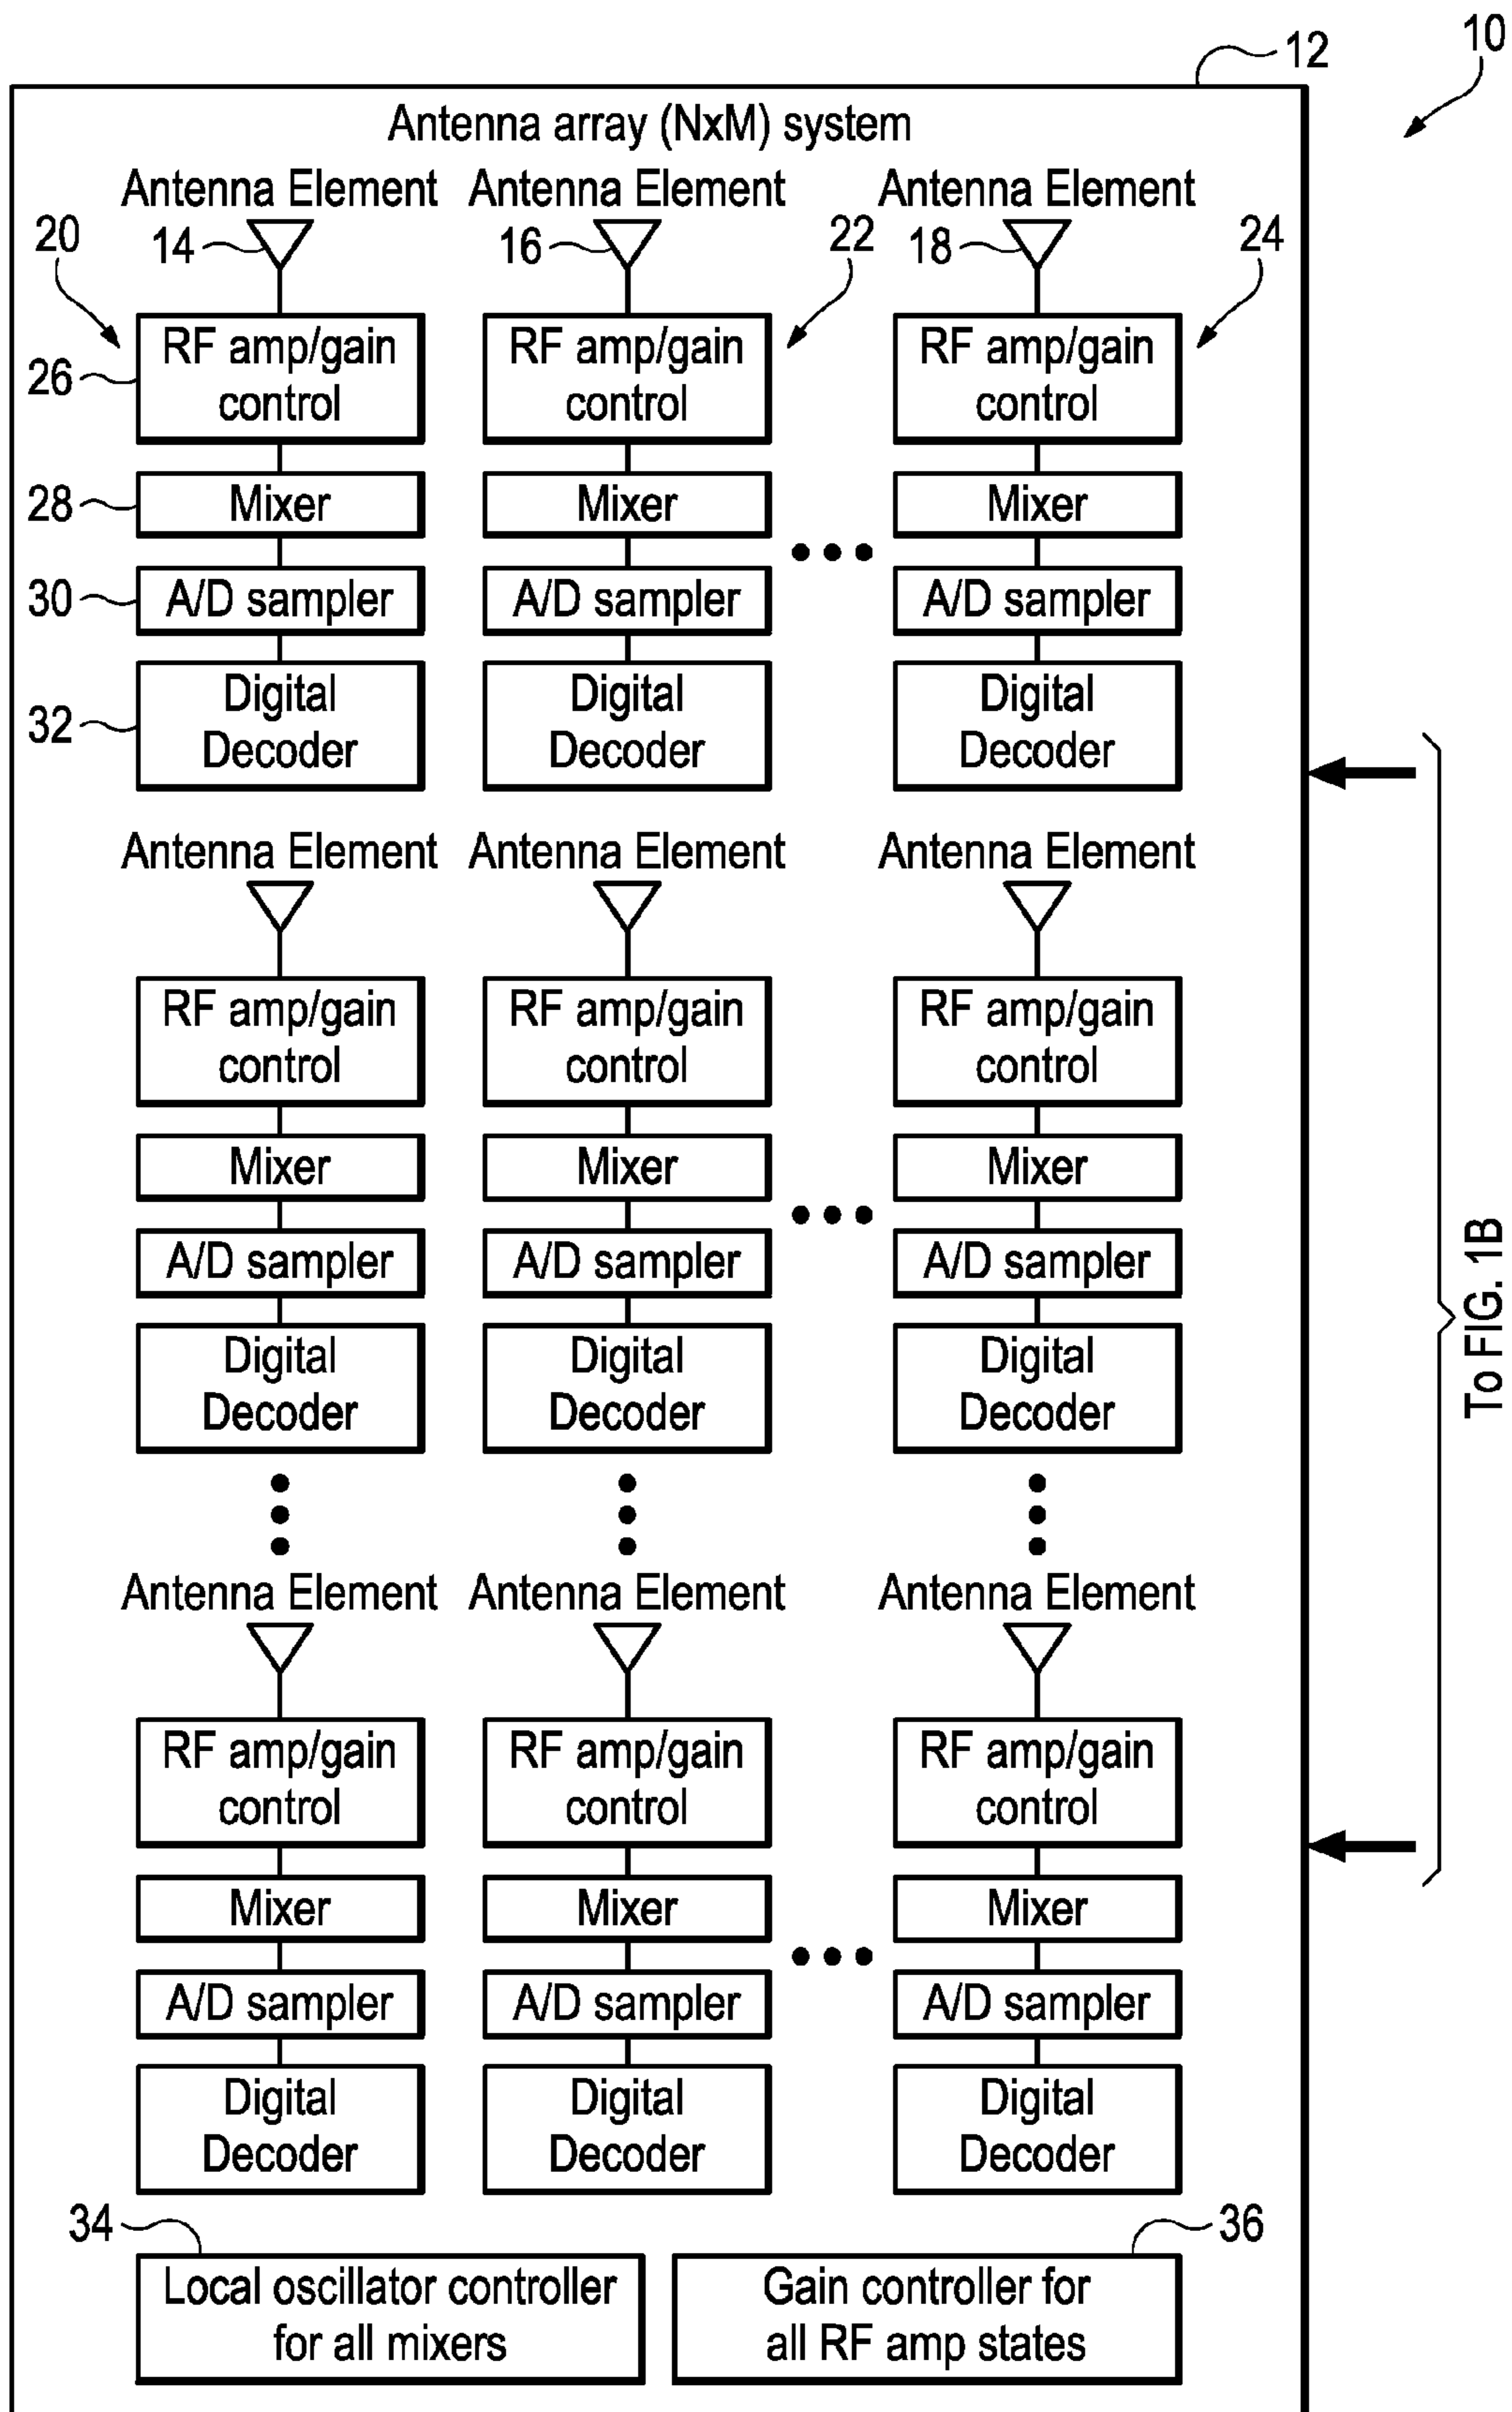 10
12
Antenna array (NxM) system
Antenna Element Antenna Element Antenna Element
20 14 16 22 18 24
RF amp/gain control RF amp/gain control RF amp/gain control
26
28 Mixer Mixer Mixer
30 A/D sampler A/D sampler A/D sampler
32 Digital Decoder Digital Decoder Digital Decoder
Antenna Element Antenna Element Antenna Element
RF amp/gain control RF amp/gain control RF amp/gain control
Mixer Mixer Mixer
A/D sampler A/D sampler A/D sampler
Digital Decoder Digital Decoder Digital Decoder
To FIG. 1B
Antenna Element Antenna Element Antenna Element
RF amp/gain control RF amp/gain control RF amp/gain control
Mixer Mixer Mixer
A/D sampler A/D sampler A/D sampler
Digital Decoder Digital Decoder Digital Decoder
34 36
Local oscillator controller
for all mixers
Gain controller for
all RF amp states